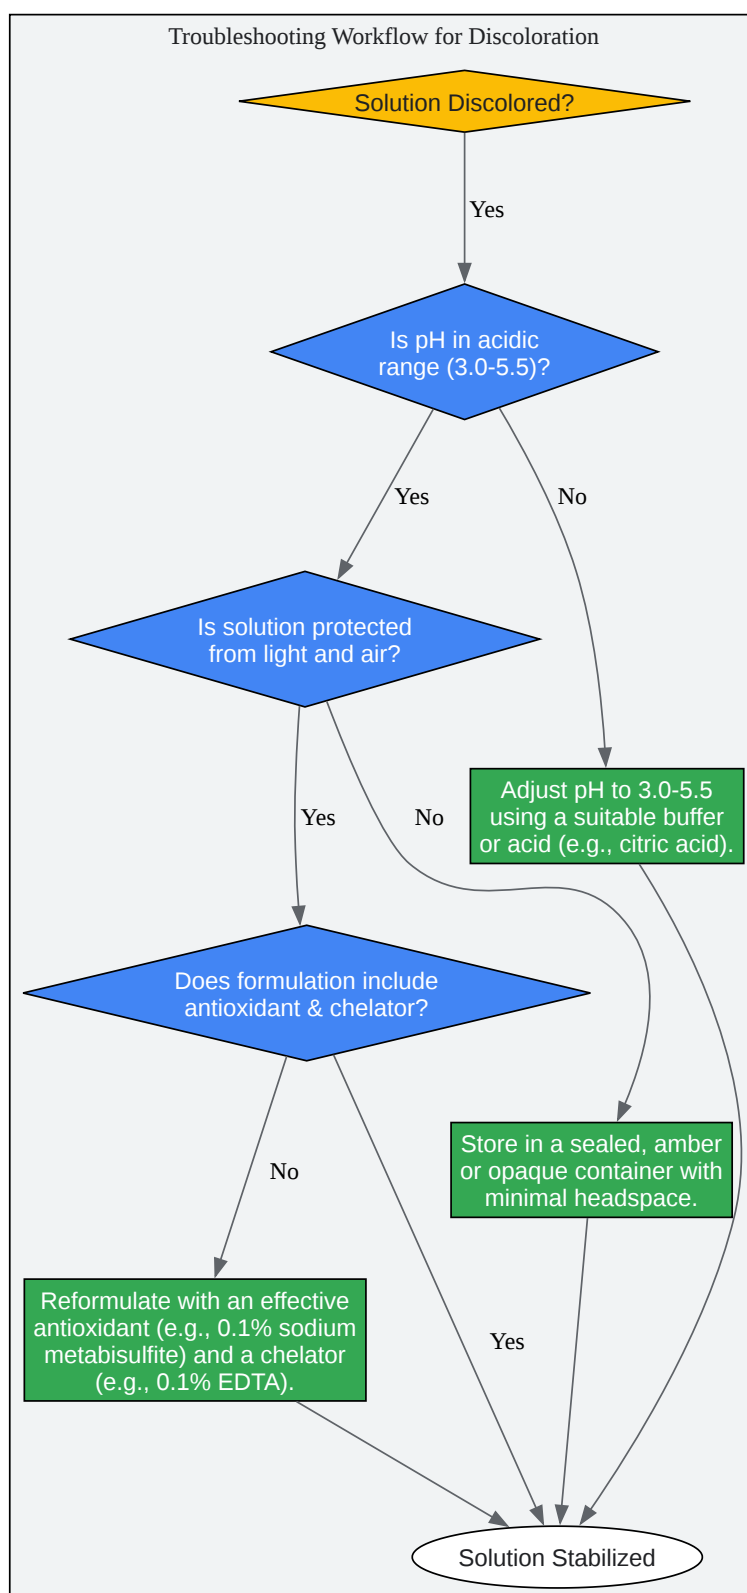 Troubleshooting Workflow for Discoloration
Solution Discolored?
Yes
Is pH in acidic
range (3.0-5.5)?
Yes
No
Is solution protected
from light and air?
Adjust pH to 3.0-5.5
using a suitable buffer
or acid (e.g., citric acid).
Yes
No
Does formulation include
antioxidant & chelator?
Store in a sealed, amber
or opaque container with
minimal headspace.
No
Reformulate with an effective
antioxidant (e.g., 0.1% sodium
metabisulfite) and a chelator
(e.g., 0.1% EDTA).
Yes
Solution Stabilized